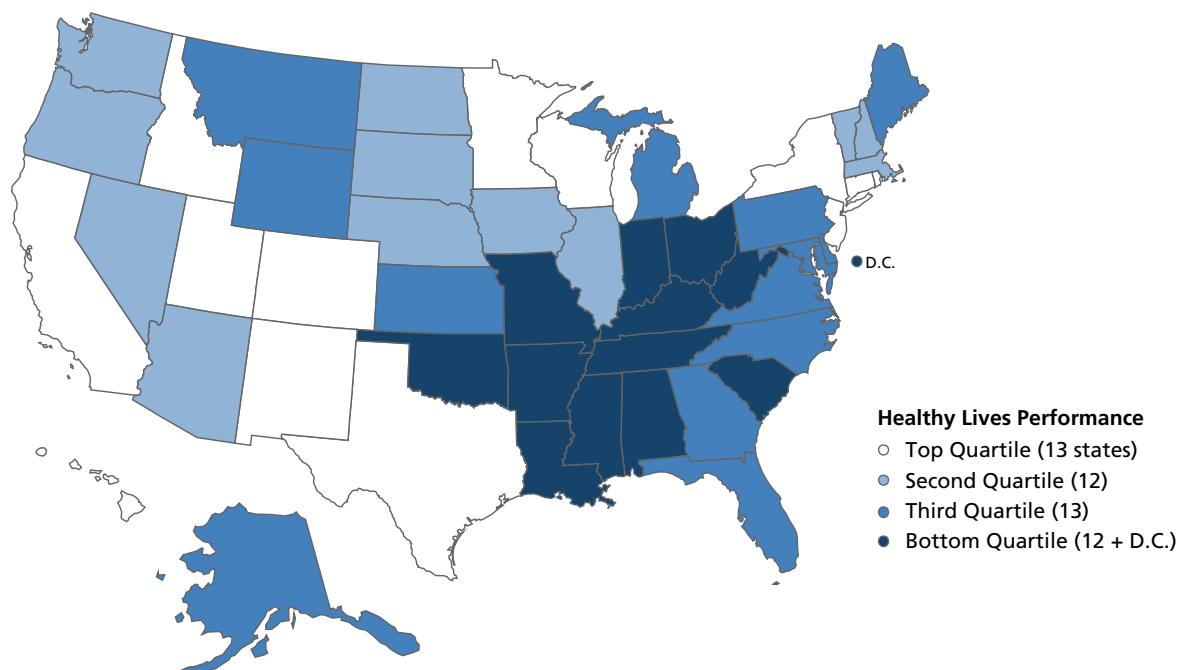 D.C.
Healthy Lives Performance
Top Quartile (13 states)
Second Quartile (12)
Third Quartile (13)
Bottom Quartile (12 + D.C.)